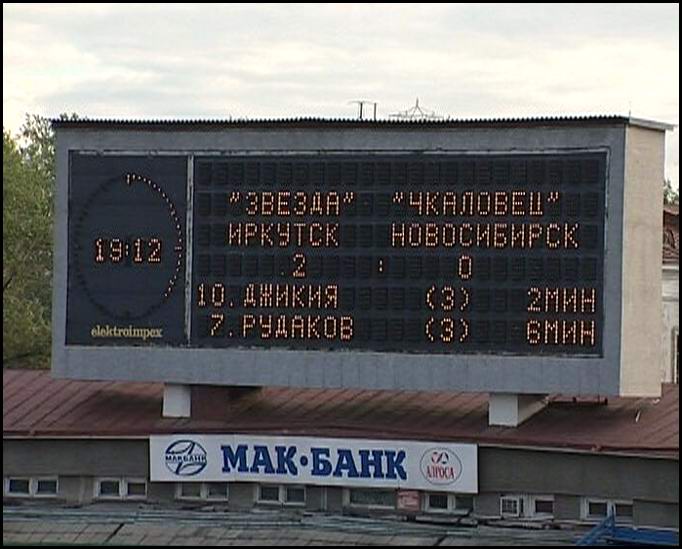 "ЗВЕЗДА" "ЧКАЛОВЕЦ"
ИРКУТСК НОВОСИБИРСК
2 : 0
10. ДЖИКИЯ (3) 2МИН
7. РУДАКОВ (3) 6МИН
19:12
elektroimpex
МАКБАНК
МАК•БАНК
АЛРОСА